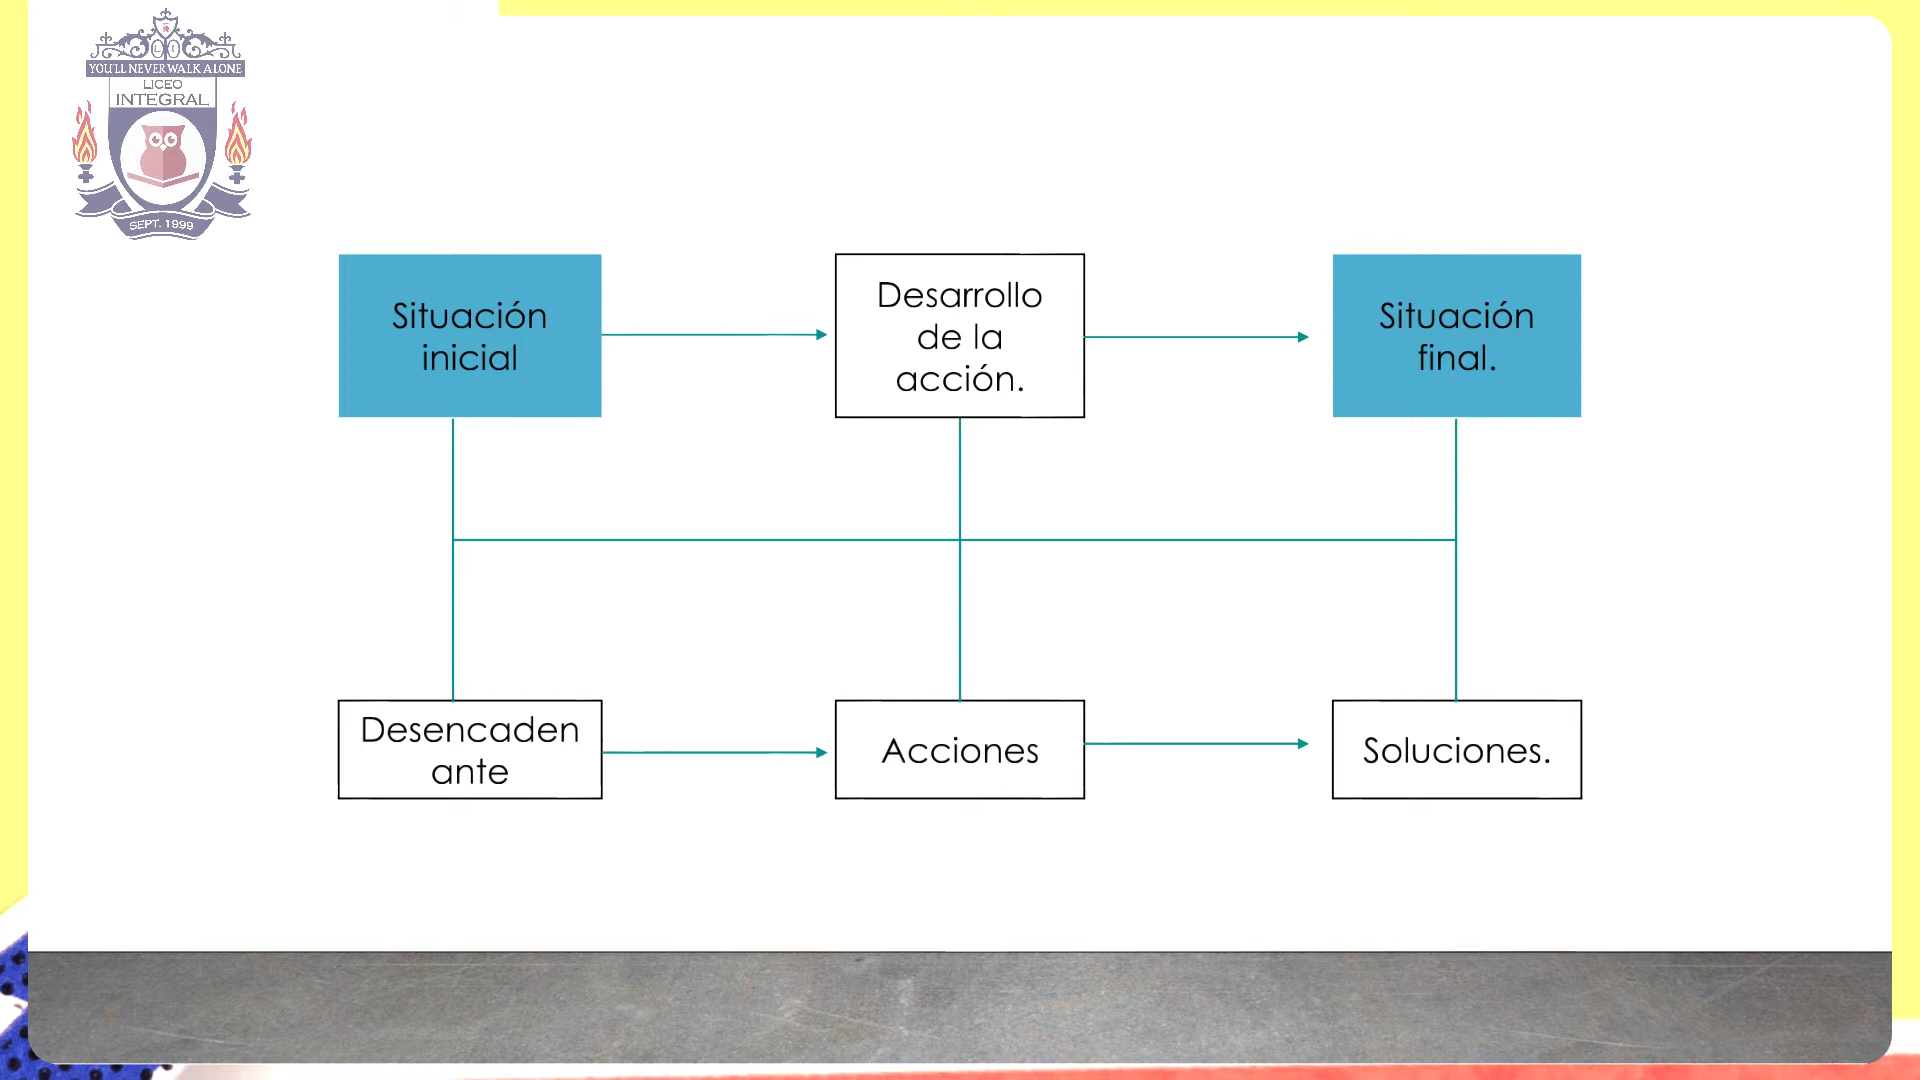 YOU'LL NEVER WALK ALONE
LICEO
INTEGRAL
SEPT. 1999
Situación
inicial
Desarrollo
de la
acción.
Situación
final.
Desencaden
ante
Acciones
Soluciones.